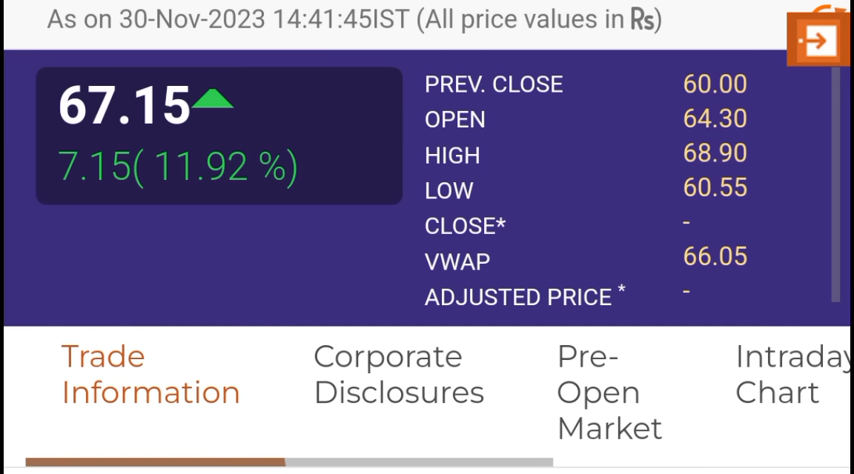 As on 30-Nov-2023 14:41:45IST (All price values in Rs)
67.15
7.15( 11.92 %)
PREV. CLOSE 60.00
OPEN 64.30
HIGH 68.90
LOW 60.55
CLOSE* -
VWAP 66.05
ADJUSTED PRICE * -
Trade
Information
Corporate
Disclosures
Pre-
Open
Market
Intraday
Chart